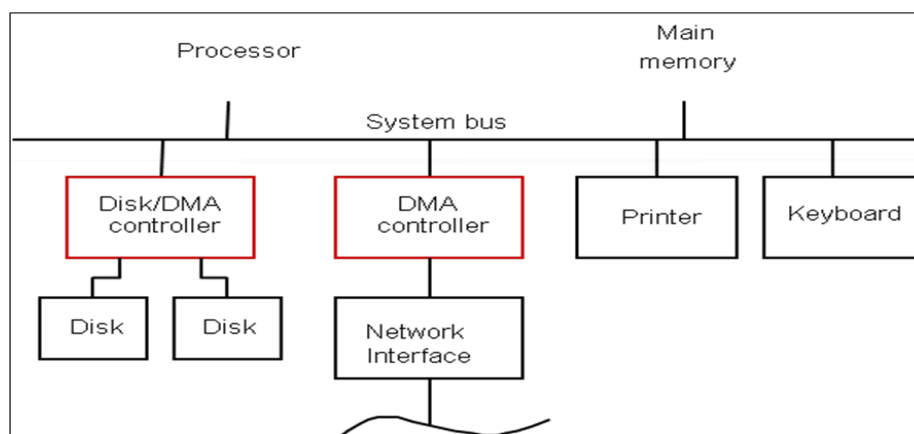 Processor
Main
memory
System bus
Disk/DMA
controller
DMA
controller
Printer
Keyboard
Disk
Disk
Network
Interface